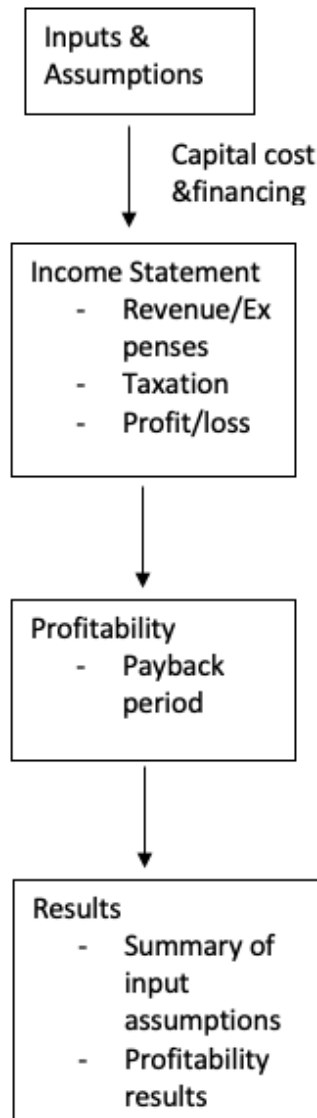 Inputs &
Assumptions
Capital cost
&financing
Income Statement
- Revenue/Ex
penses
- Taxation
- Profit/loss
Profitability
- Payback
period
Results
- Summary of
input
assumptions
- Profitability
results